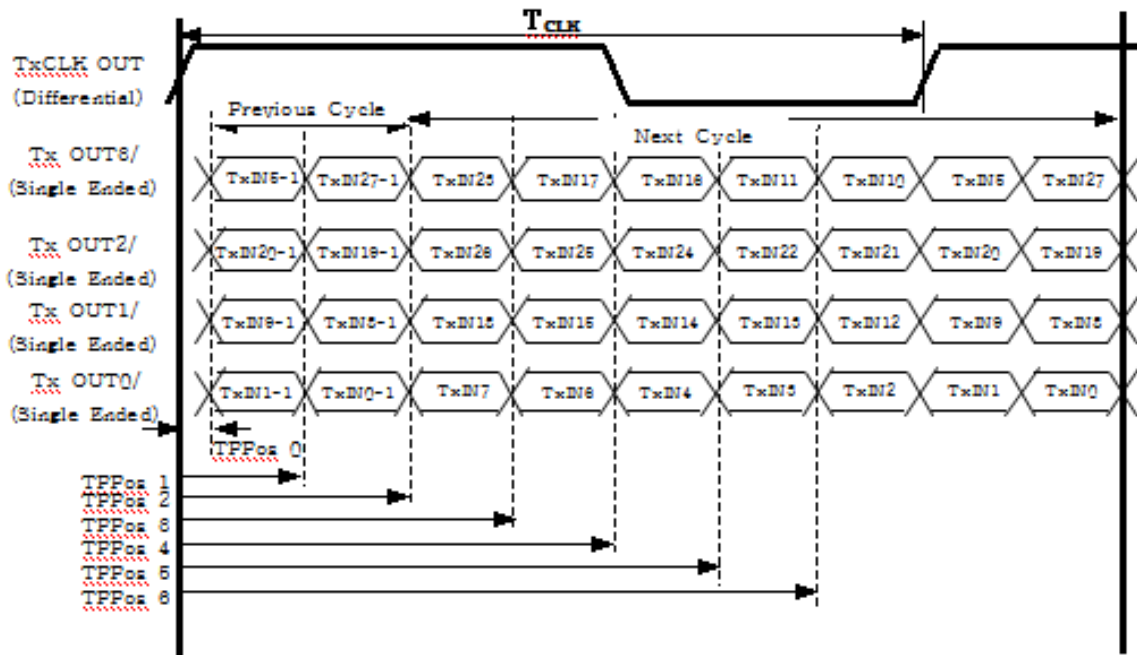 TCLK
TxCLK OUT
(Differential)
Previous Cycle
Next Cycle
Tx OUT6/
(Single Ended)
TxIN5-1 TxIN27-1 TxIN23 TxIN17 TxIN16 TxIN11 TxIN10 TxIN5 TxIN27
Tx OUT2/
(Single Ended)
TxIN20-1 TxIN19-1 TxIN26 TxIN25 TxIN24 TxIN22 TxIN21 TxIN20 TxIN19
Tx OUT1/
(Single Ended)
TxIN9-1 TxIN8-1 TxIN18 TxIN15 TxIN14 TxIN13 TxIN12 TxIN9 TxIN8
Tx OUT0/
(Single Ended)
TxIN1-1 TxIN0-1 TxIN7 TxIN6 TxIN4 TxIN3 TxIN2 TxIN1 TxIN0
TPPos 0
TPPos 1
TPPos 2
TPPos 3
TPPos 4
TPPos 5
TPPos 6